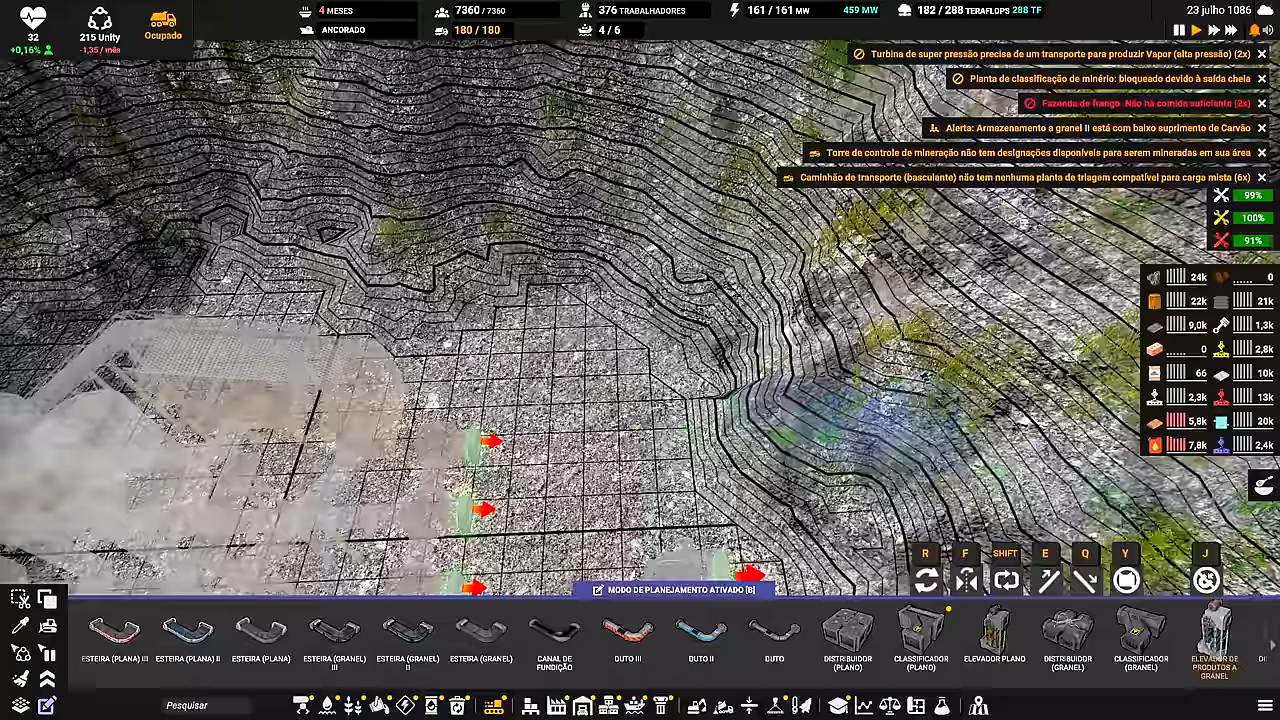 4 MESES
7360 / 7360
376 TRABALHADORES
161 / 161 MW
459 MW
182 / 288 TERAFLOPS 288 TF
23 julho 1086
32
215 Unity
Ocupado
ANCORADO
180 / 180
4 / 6
+0,16%
-1,35 / mês
Turbina de super pressão precisa de um transporte para produzir Vapor (alta pressão) (2x)
Planta de classificação de minério: bloqueado devido à saída cheia
Fazenda de frango: Não há comida suficiente (2x)
Alerta: Armazenamento a granel II está com baixo suprimento de Carvão
Torre de controle de mineração não tem designações disponíveis para serem mineradas em sua área
Caminhão de transporte (basculante) não tem nenhuma planta de triagem compatível para carga mista (6x)
99%
100%
91%
24k
0
22k
21k
9,0k
1,3k
0
2,8k
66
10k
2,3k
13k
5,8k
20k
7,8k
2,4k
R
F
SHIFT
E
Q
Y
J
MODO DE PLANEJAMENTO ATIVADO [B]
ESTEIRA (PLANA) III
ESTEIRA (PLANA) II
ESTEIRA (PLANA)
ESTEIRA (GRANEL) III
ESTEIRA (GRANEL) II
ESTEIRA (GRANEL)
CANAL DE FUNDIÇÃO
DUTO III
DUTO II
DUTO
DISTRIBUIDOR (PLANO)
CLASSIFICADOR (PLANO)
ELEVADOR PLANO
DISTRIBUIDOR (GRANEL)
CLASSIFICADOR (GRANEL)
ELEVADOR DE PRODUTOS A GRANEL
DI
Pesquisar